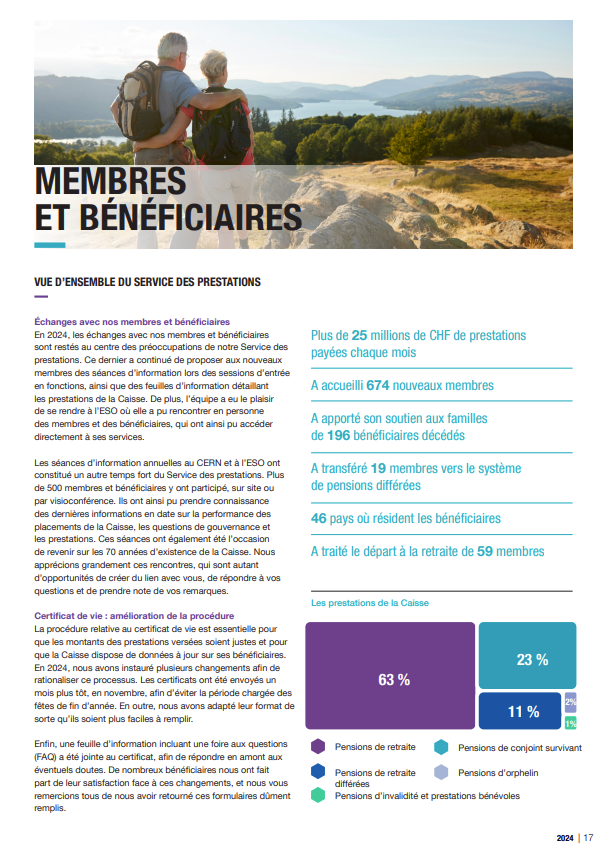 MEMBRES
ET BÉNÉFICIAIRES
VUE D'ENSEMBLE DU SERVICE DES PRESTATIONS
Échanges avec nos membres et bénéficiaires
En 2024, les échanges avec nos membres et bénéficiaires
sont restés au centre des préoccupations de notre Service des
prestations. Ce dernier a continué de proposer aux nouveaux
membres des séances d'information lors des sessions d'entrée
en fonctions, ainsi que des feuilles d'information détaillant
les prestations de la Caisse. De plus, l'équipe a eu le plaisir
de se rendre à l'ESO où elle a pu rencontrer en personne
des membres et des bénéficiaires, qui ont ainsi pu accéder
directement à ses services.
Les séances d'information annuelles au CERN et à l'ESO ont
constitué un autre temps fort du Service des prestations. Plus
de 500 membres et bénéficiaires y ont participé, sur site ou
par visioconférence. Ils ont ainsi pu prendre connaissance
des dernières informations en date sur la performance des
placements de la Caisse, les questions de gouvernance et
les prestations. Ces séances ont également été l'occasion
de revenir sur les 70 années d'existence de la Caisse. Nous
apprécions grandement ces rencontres, qui sont autant
d'opportunités de créer du lien avec vous, de répondre à vos
questions et de prendre note de vos remarques.
Certificat de vie : amélioration de la procédure
La procédure relative au certificat de vie est essentielle pour
que les montants des prestations versées soient justes et pour
que la Caisse dispose de données à jour sur ses bénéficiaires.
En 2024, nous avons instauré plusieurs changements afin de
rationaliser ce processus. Les certificats ont été envoyés un
mois plus tôt, en novembre, afin d'éviter la période chargée des
fêtes de fin d'année. En outre, nous avons adapté leur format de
sorte qu'ils soient plus faciles à remplir.
Enfin, une feuille d'information incluant une foire aux questions
(FAQ) a été jointe au certificat, afin de répondre en amont aux
éventuels doutes. De nombreux bénéficiaires nous ont fait
part de leur satisfaction face à ces changements, et nous vous
remercions tous de nous avoir retourné ces formulaires dûment
remplis.
Plus de 25 millions de CHF de prestations
payées chaque mois
A accueilli 674 nouveaux membres
A apporté son soutien aux familles
de 196 bénéficiaires décédés
A transféré 19 membres vers le système
de pensions différées
46 pays où résident les bénéficiaires
A traité le départ à la retraite de 59 membres
Les prestations de la Caisse
63 %
23 %
11 %
2%
1%
Pensions de retraite
Pensions de conjoint survivant
Pensions de retraite
différées
Pensions d'orphelin
Pensions d'invalidité et prestations bénévoles
2024 | 17